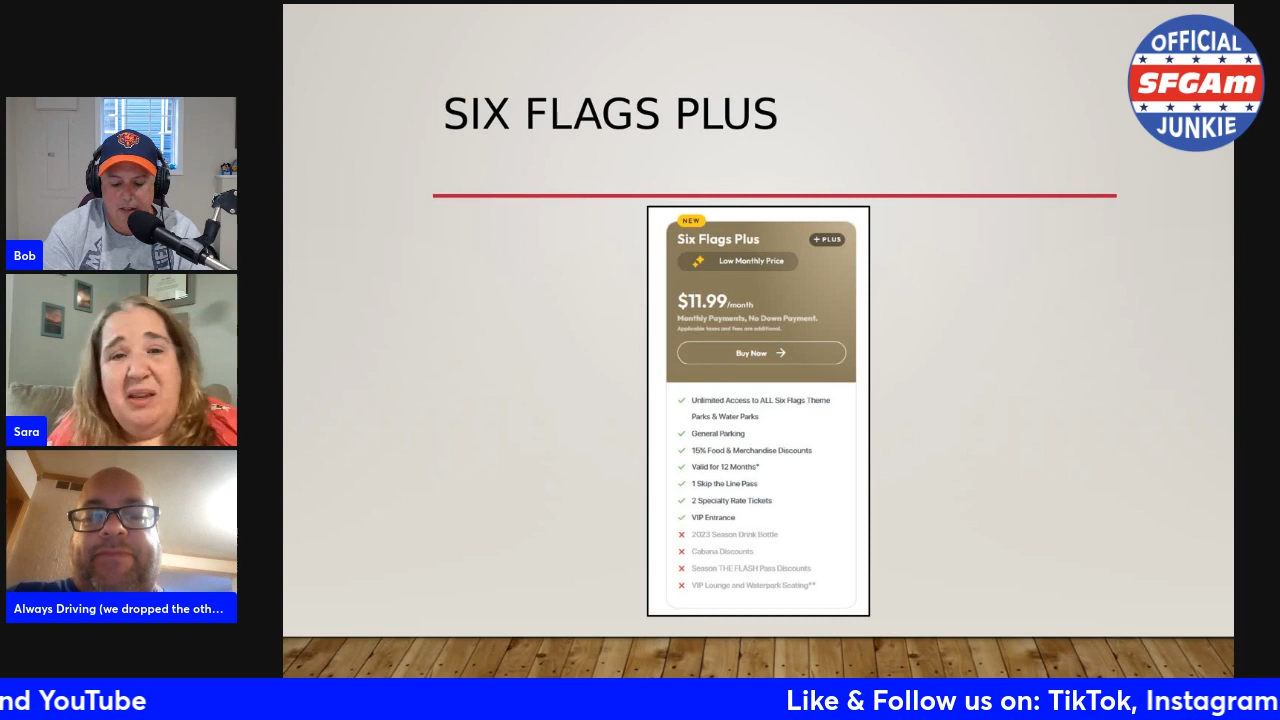 OFFICIAL
SFGAm
JUNKIE
SIX FLAGS PLUS
NEW
Six Flags Plus
+ PLUS
Low Monthly Price
$11.99/month
Monthly Payments, No Down Payment.
Applicable taxes and fees are additional.
Buy Now
Unlimited Access to ALL Six Flags Theme
Parks & Water Parks
General Parking
15% Food & Merchandise Discounts
Valid for 12 Months*
1 Skip the Line Pass
2 Specialty Rate Tickets
VIP Entrance
2023 Season Drink Bottle
Cabana Discounts
Season THE FLASH Pass Discounts
VIP Lounge and Waterpark Seating**
Bob
Sara
Always Driving (we dropped the oth...
nd YouTube
Like & Follow us on: TikTok, Instagram